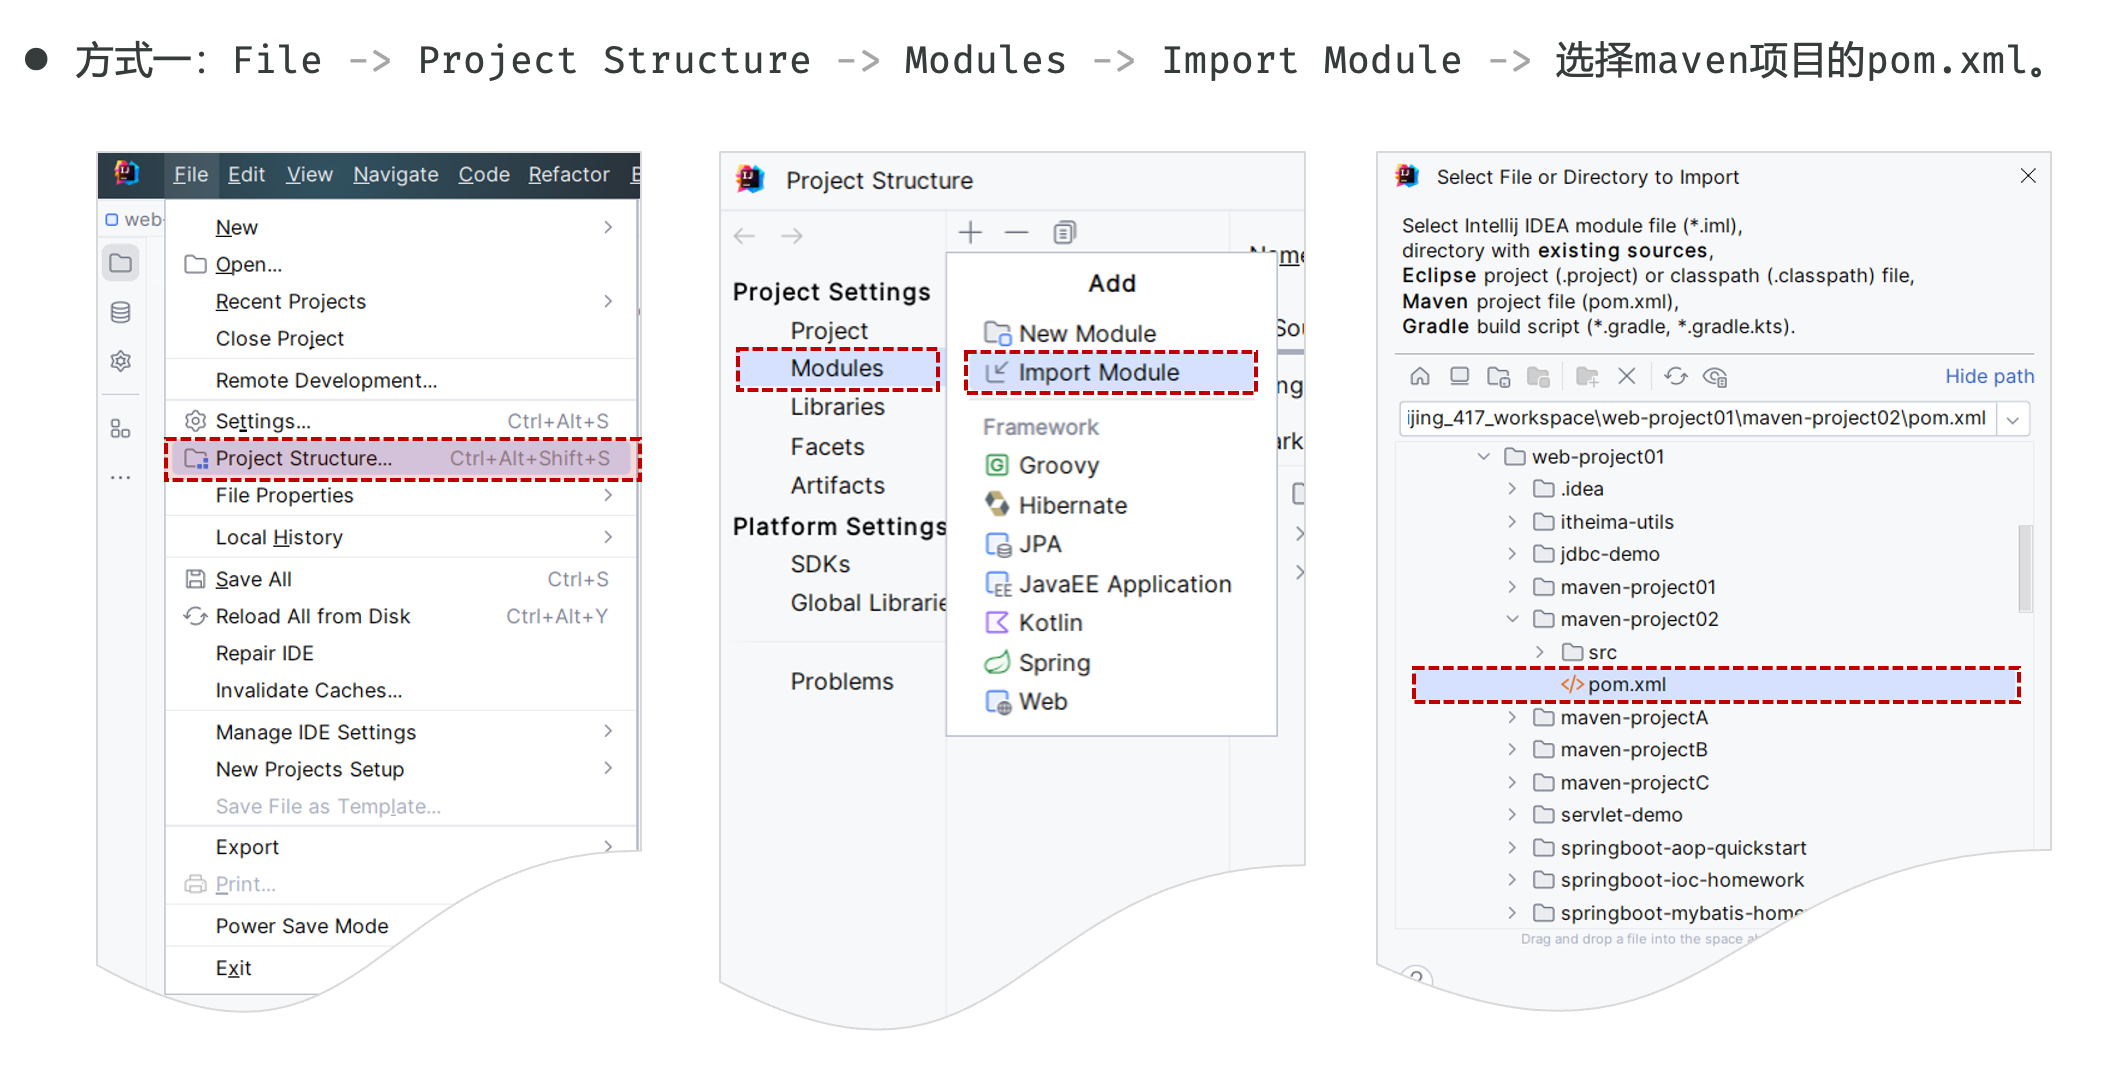 ● 方式一：File -> Project Structure -> Modules -> Import Module -> 选择maven项目的pom.xml。
File Edit View Navigate Code Refactor
web-
New
Open...
Recent Projects
Close Project
Remote Development...
Settings... Ctrl+Alt+S
Project Structure... Ctrl+Alt+Shift+S
File Properties
Local History
Save All Ctrl+S
Reload All from Disk Ctrl+Alt+Y
Repair IDE
Invalidate Caches...
Manage IDE Settings
New Projects Setup
Save File as Template...
Export
Print...
Power Save Mode
Exit
Project Structure
Project Settings
Project
Modules
Libraries
Facets
Artifacts
Platform Settings
SDKs
Global Librarie
Problems
Add
New Module
Import Module
Framework
Groovy
Hibernate
JPA
JavaEE Application
Kotlin
Spring
Web
Select File or Directory to Import
Select Intellij IDEA module file (*.iml),
directory with existing sources,
Eclipse project (.project) or classpath (.classpath) file,
Maven project file (pom.xml),
Gradle build script (*.gradle, *.gradle.kts).
Hide path
ijing_417_workspace\web-project01\maven-project02\pom.xml
web-project01
.idea
itheima-utils
jdbc-demo
maven-project01
maven-project02
src
pom.xml
maven-projectA
maven-projectB
maven-projectC
servlet-demo
springboot-aop-quickstart
springboot-ioc-homework
springboot-mybatis-home
Drag and drop a file into the space